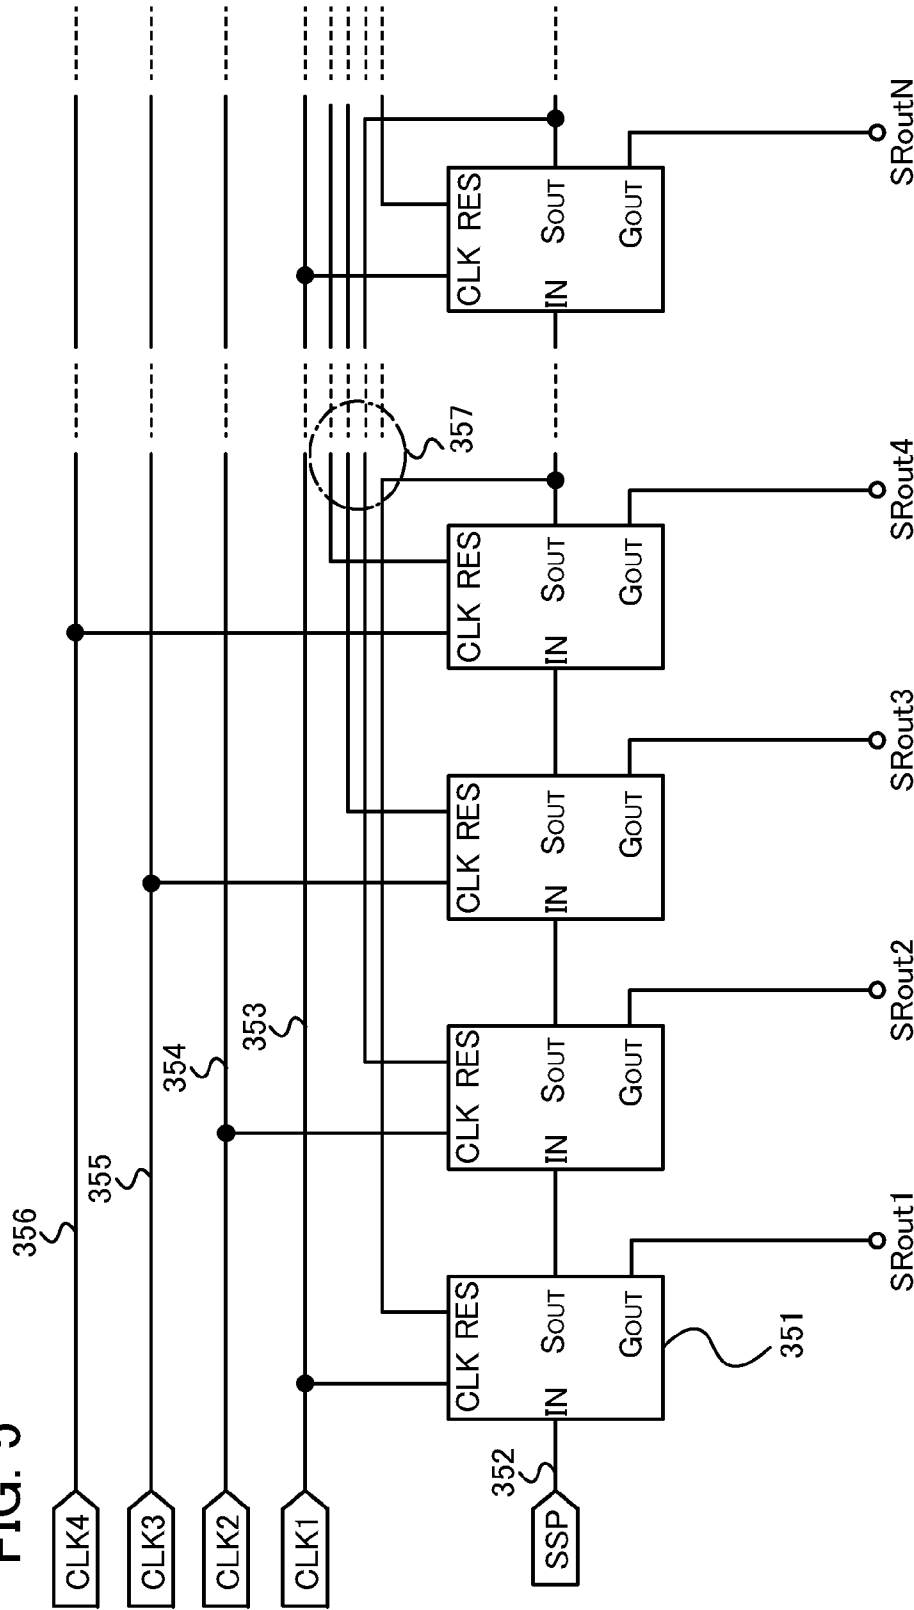 FIG. 5
CLK4
CLK3
CLK2
CLK1
SSP
356
355
354
353
352
351
357
CLK RES
IN SOUT
GOUT
SRout1
CLK RES
IN SOUT
GOUT
SRout2
CLK RES
IN SOUT
GOUT
SRout3
CLK RES
IN SOUT
GOUT
SRout4
CLK RES
IN SOUT
GOUT
SRoutN